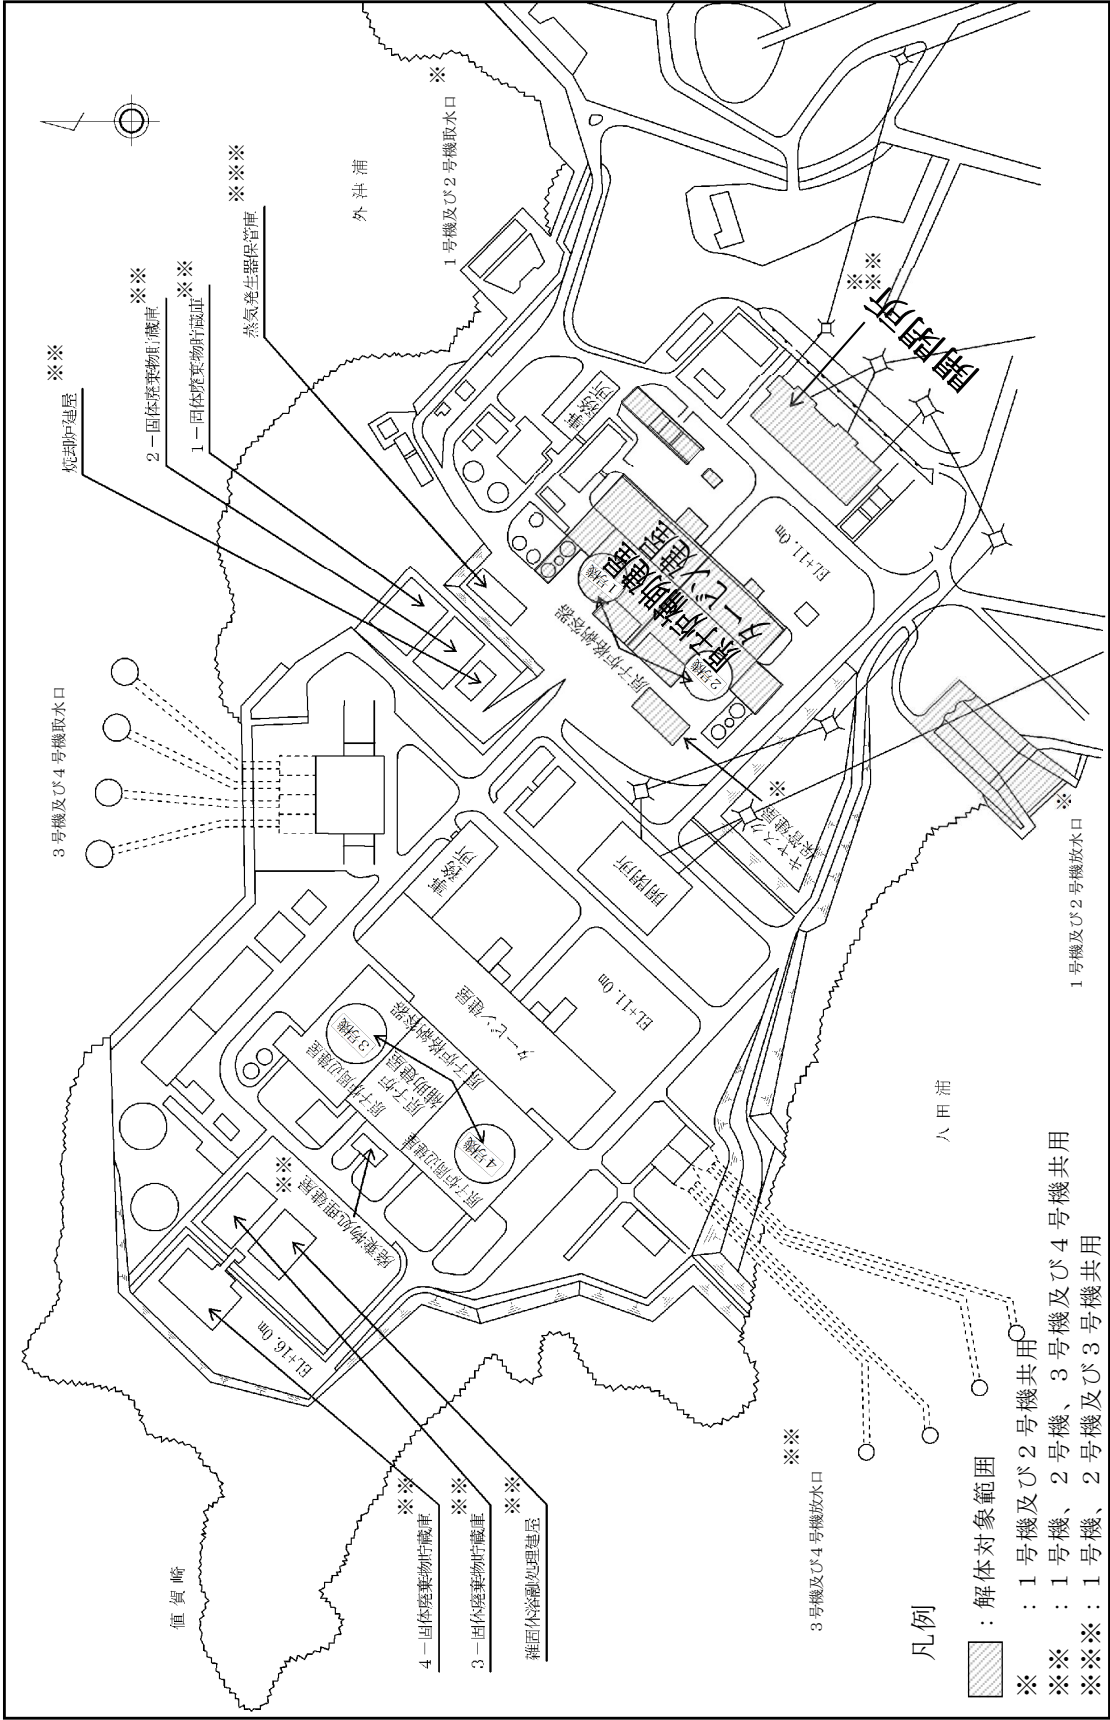 値賀崎
4－固体廃棄物貯蔵庫
※※
3－固体廃棄物貯蔵庫
※※
雑固体溶融処理建屋
※※
EL+16.0m
廃棄物処理建屋
※※
3号機及び4号機取水口
焼却炉建屋
※※
2－固体廃棄物貯蔵庫
※※
1－固体廃棄物貯蔵庫
※※
蒸気発生器保管庫
※※※
外津浦
1号機及び2号機取水口
※
原子炉周辺建屋
3号機
原子炉
補助建屋
原子炉格納容器
原子炉周辺建屋
4号機
タービン建屋
事務所
EL+11.0m
開閉所
キャスク
保管建屋
※
原子炉格納容器
1号機
2号機
原子炉補助建屋
タービン建屋
事務所
EL+11.0m
開閉所
※※※
八田浦
1号機及び2号機放水口
※
3号機及び4号機放水口
※※
凡例
：解体対象範囲
※　：1号機及び2号機共用
※※　：1号機、2号機、3号機及び4号機共用
※※※：1号機、2号機及び3号機共用